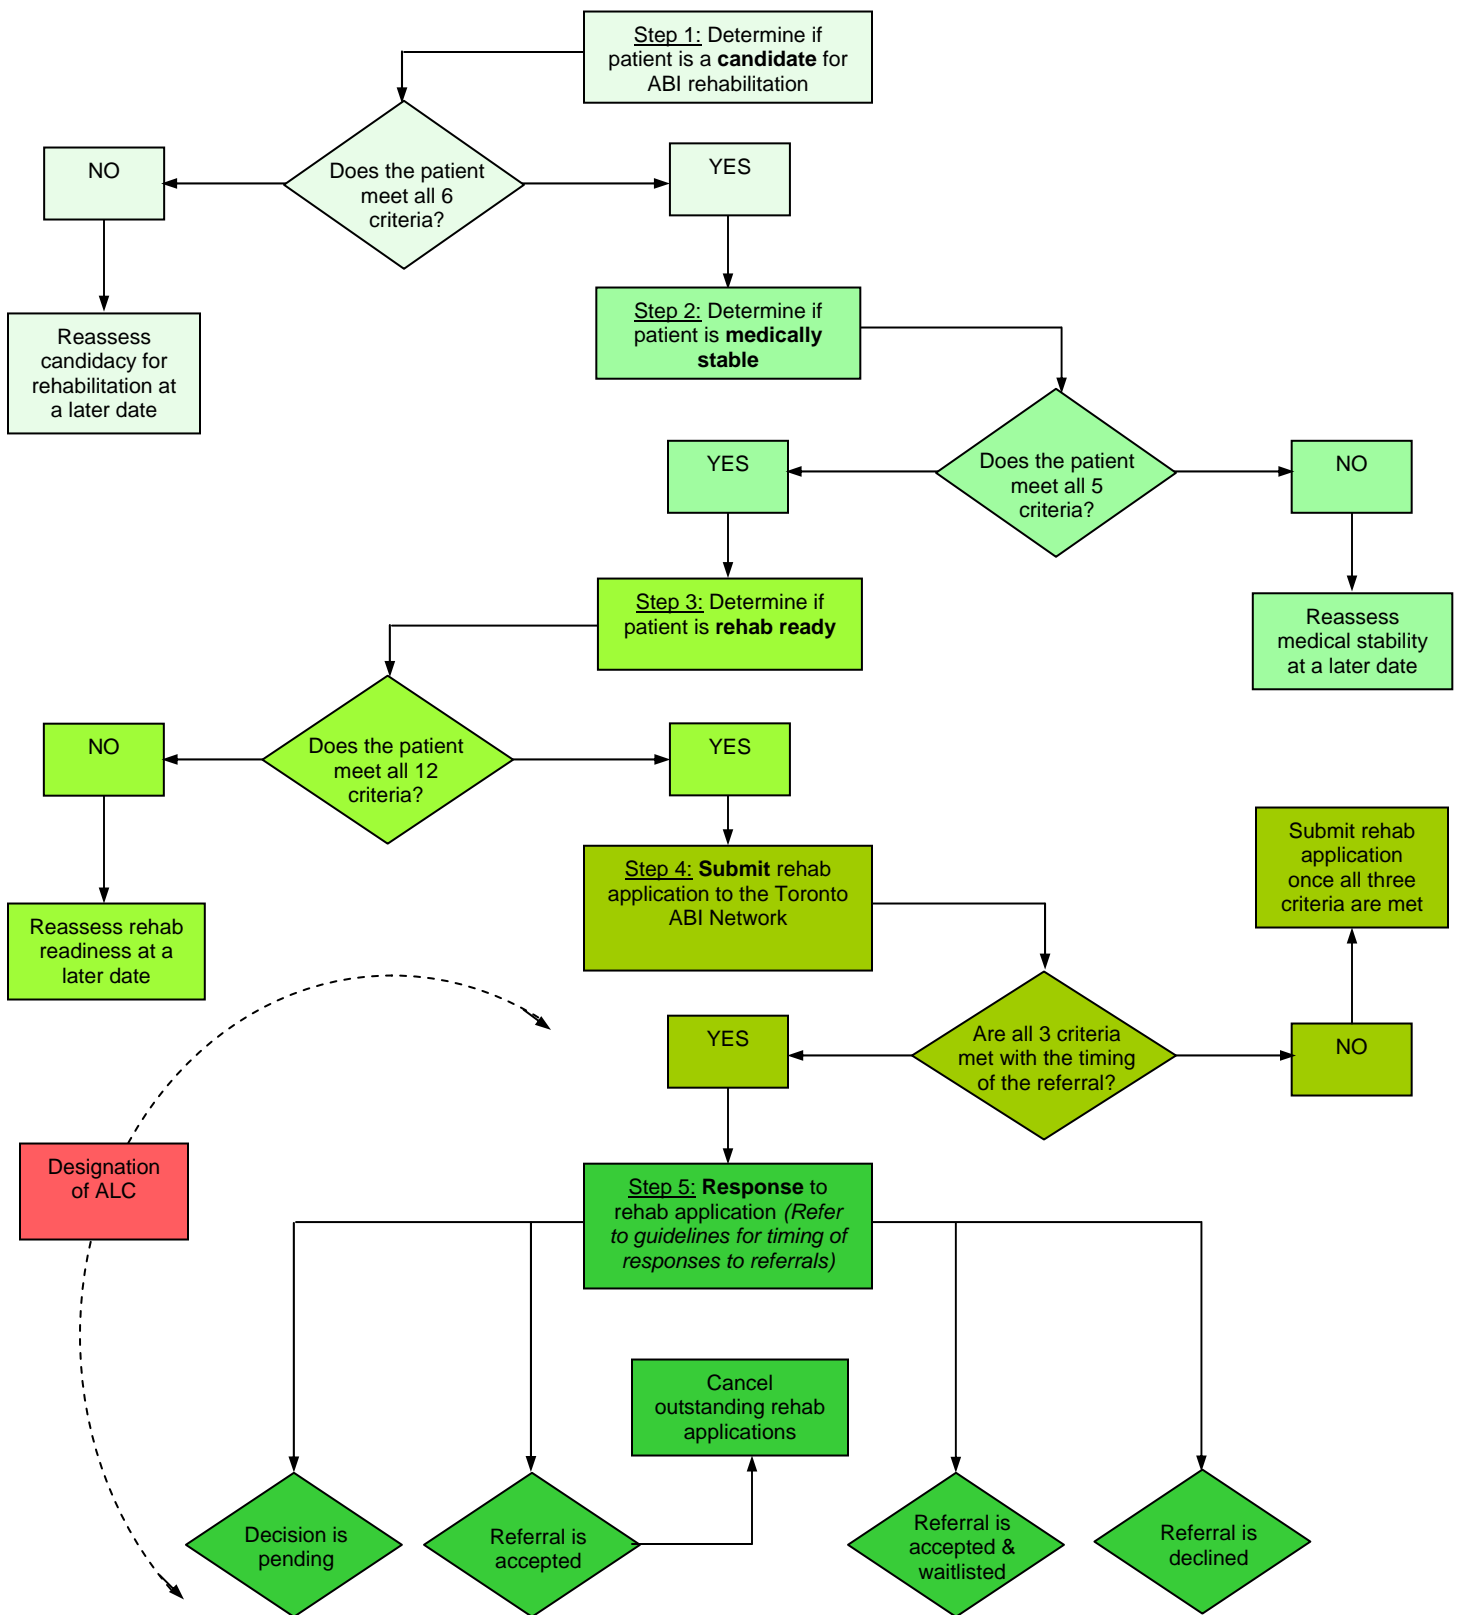 Step 1: Determine if
patient is a candidate for
ABI rehabilitation
Does the patient
meet all 6
criteria?
NO
YES
Reassess
candidacy for
rehabilitation at
a later date
Step 2: Determine if
patient is medically
stable
Does the patient
meet all 5
criteria?
YES
NO
Reassess
medical stability
at a later date
Step 3: Determine if
patient is rehab ready
Does the patient
meet all 12
criteria?
NO
YES
Reassess rehab
readiness at a
later date
Step 4: Submit rehab
application to the Toronto
ABI Network
Submit rehab
application
once all three
criteria are met
Are all 3 criteria
met with the timing
of the referral?
YES
NO
Designation
of ALC
Step 5: Response to
rehab application (Refer
to guidelines for timing of
responses to referrals)
Cancel
outstanding rehab
applications
Decision is
pending
Referral is
accepted
Referral is
accepted &
waitlisted
Referral is
declined